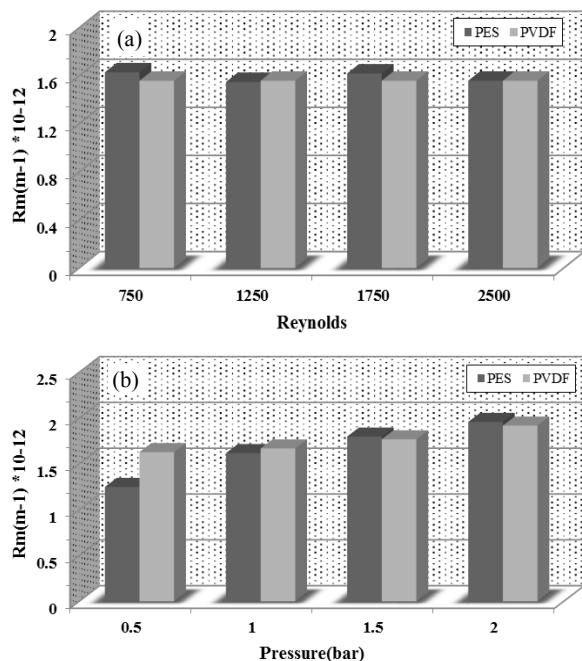 (a)
PES PVDF
2
1.6
1.2
0.8
0.4
0
Rm(m-1) *10-12
750 1250 1750 2500
Reynolds
(b)
PES PVDF
2.5
2
1.5
1
0.5
0
Rm(m-1) *10-12
0.5 1 1.5 2
Pressure(bar)